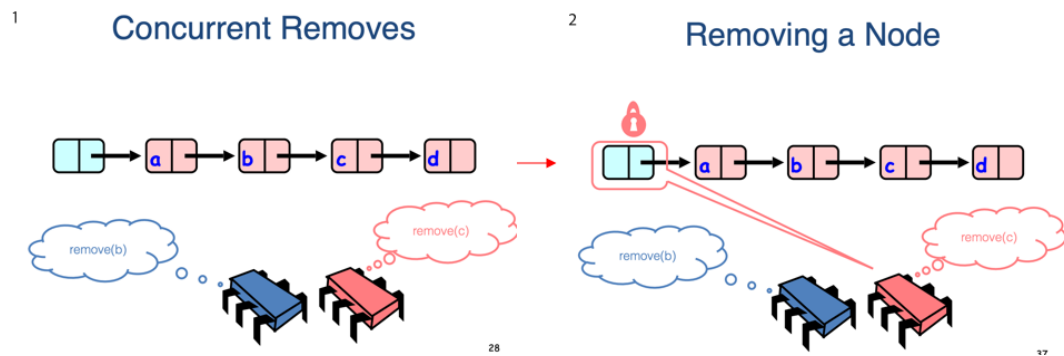 1
Concurrent Removes
a
b
c
d
remove(b)
remove(c)
28
2
Removing a Node
a
b
c
d
remove(b)
remove(c)
37